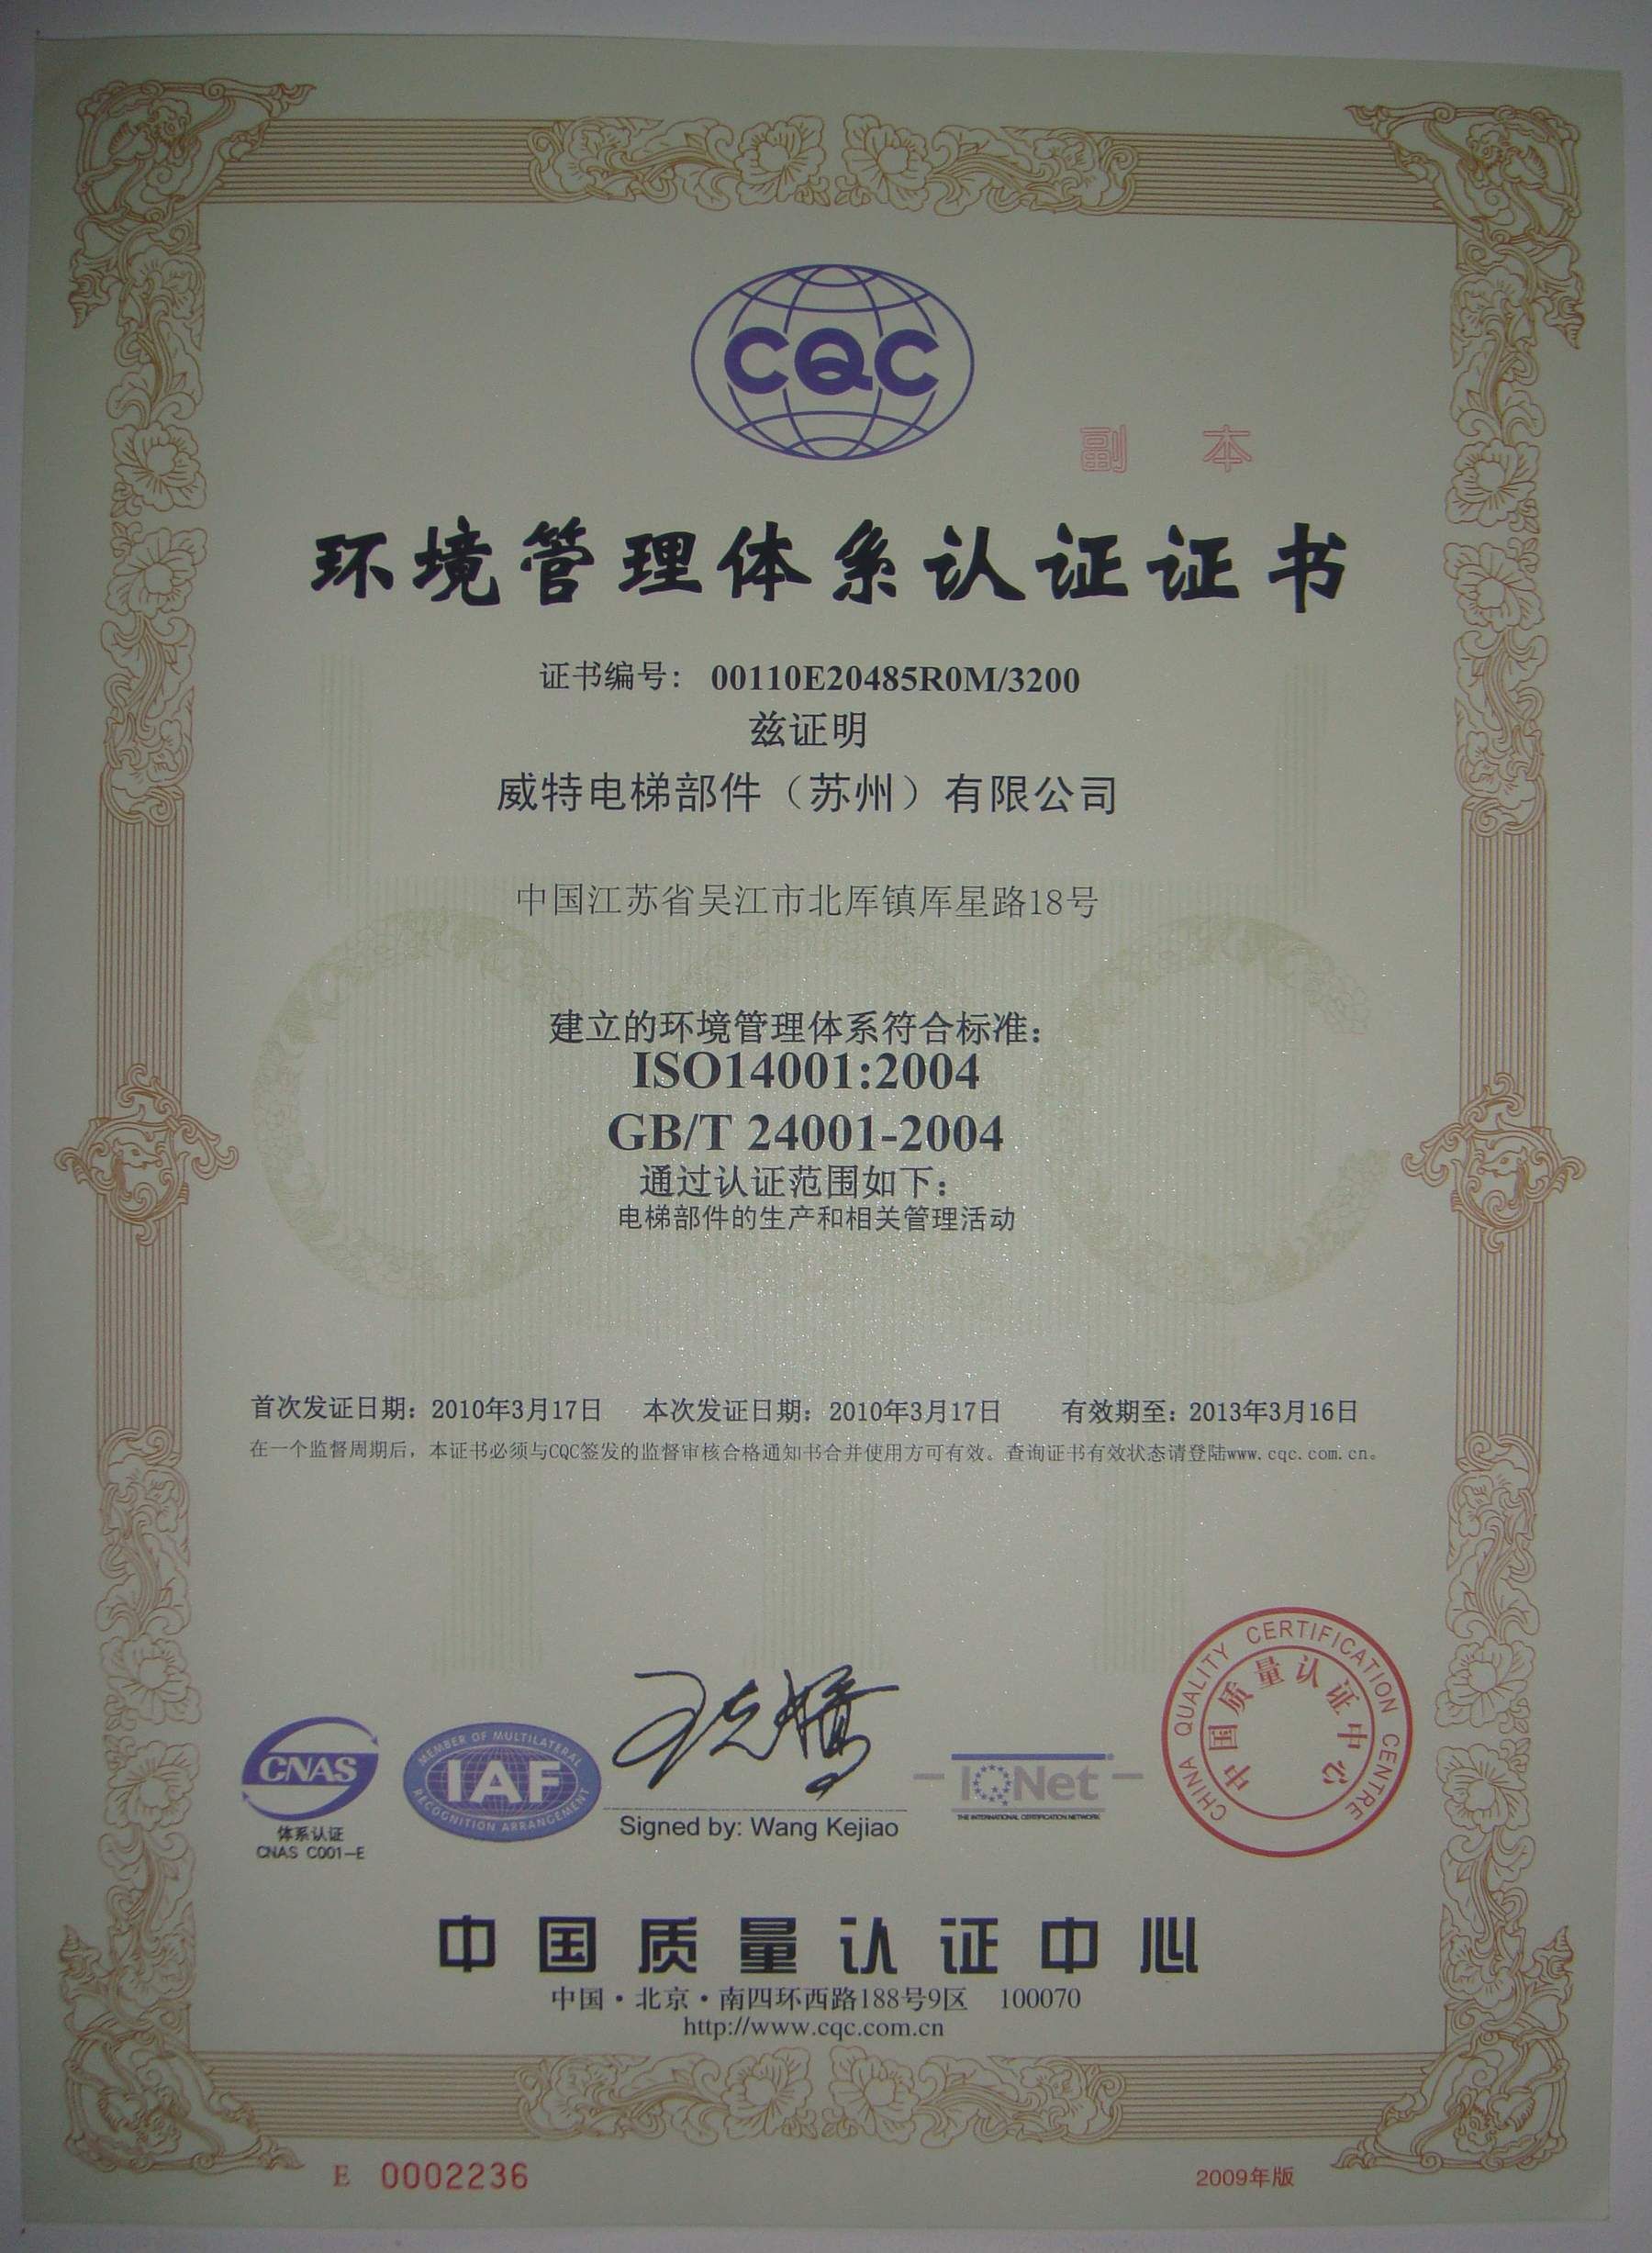 CQC
副 本
环境管理体系认证证书
证书编号： 00110E20485R0M/3200
兹证明
威特电梯部件（苏州）有限公司
中国江苏省吴江市北厍镇厍星路18号
建立的环境管理体系符合标准：
ISO14001:2004
GB/T 24001-2004
通过认证范围如下：
电梯部件的生产和相关管理活动
首次发证日期：2010年3月17日 本次发证日期：2010年3月17日 有效期至：2013年3月16日
在一个监督周期后，本证书必须与CQC签发的监督审核合格通知书合并使用方可有效。查询证书有效状态请登陆www.cqc.com.cn。
CNAS
体系认证
CNAS C001-E
MEMBER OF MULTILATERAL
IAF
RECOGNITION ARRANGEMENT
王克娇
Signed by: Wang Kejiao
IQNet
THE INTERNATIONAL CERTIFICATION NETWORK
CHINA QUALITY CERTIFICATION CENTRE
中国质量认证中心
中国质量认证中心
中国·北京·南四环西路188号9区 100070
http://www.cqc.com.cn
E 0002236
2009年版